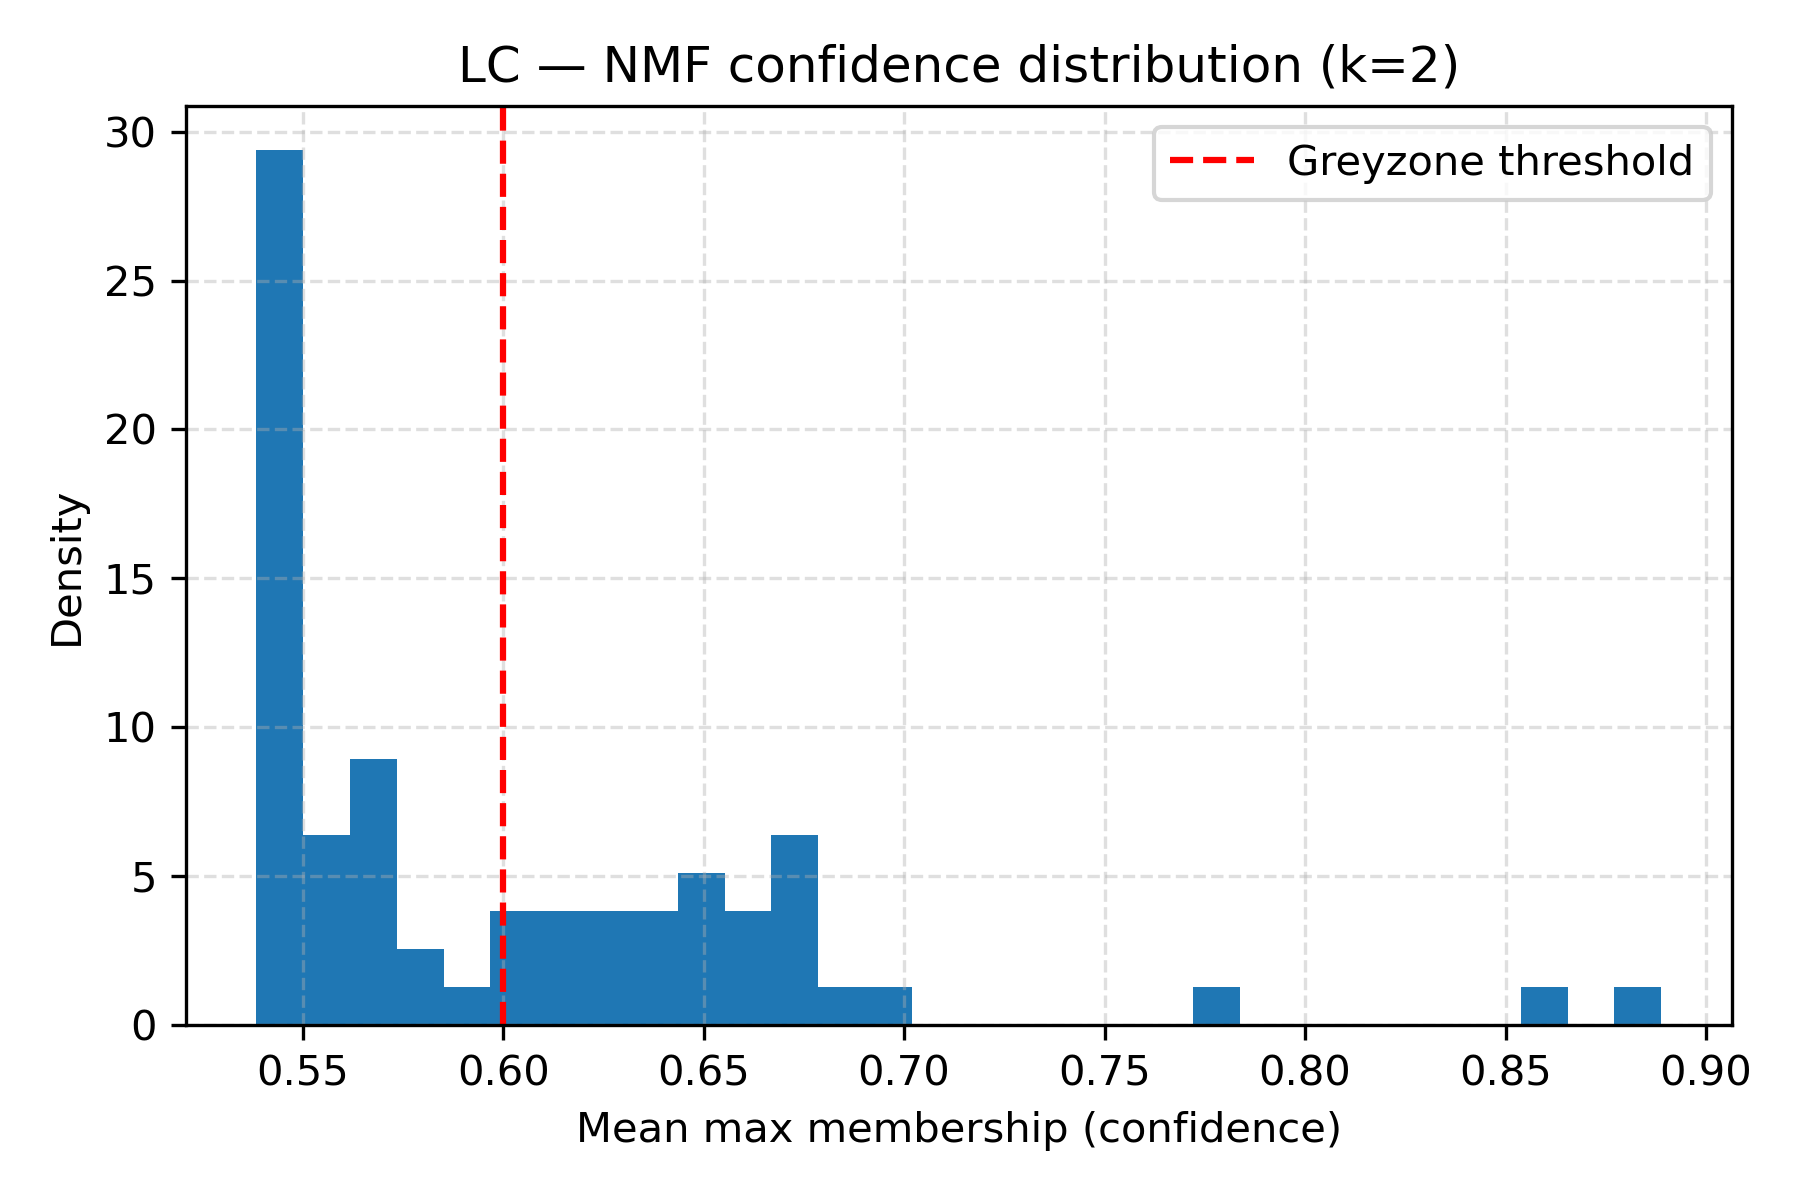 LC — NMF confidence distribution (k=2)
Greyzone threshold
Density
30
25
20
15
10
5
0
0.55 0.60 0.65 0.70 0.75 0.80 0.85 0.90
Mean max membership (confidence)